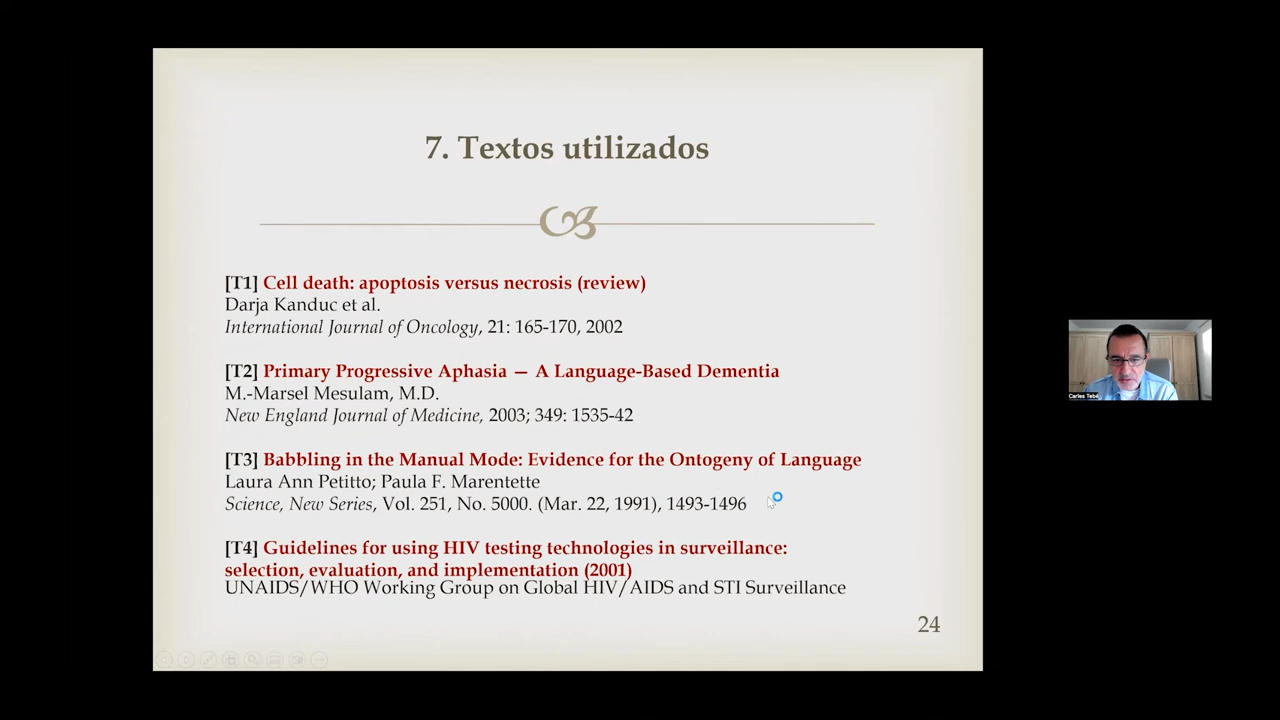 7. Textos utilizados
[T1] Cell death: apoptosis versus necrosis (review)
Darja Kanduc et al.
International Journal of Oncology, 21: 165-170, 2002
[T2] Primary Progressive Aphasia — A Language-Based Dementia
M.-Marsel Mesulam, M.D.
New England Journal of Medicine, 2003; 349: 1535-42
[T3] Babbling in the Manual Mode: Evidence for the Ontogeny of Language
Laura Ann Petitto; Paula F. Marentette
Science, New Series, Vol. 251, No. 5000. (Mar. 22, 1991), 1493-1496
[T4] Guidelines for using HIV testing technologies in surveillance:
selection, evaluation, and implementation (2001)
UNAIDS/WHO Working Group on Global HIV/AIDS and STI Surveillance
24
Carles Tebé